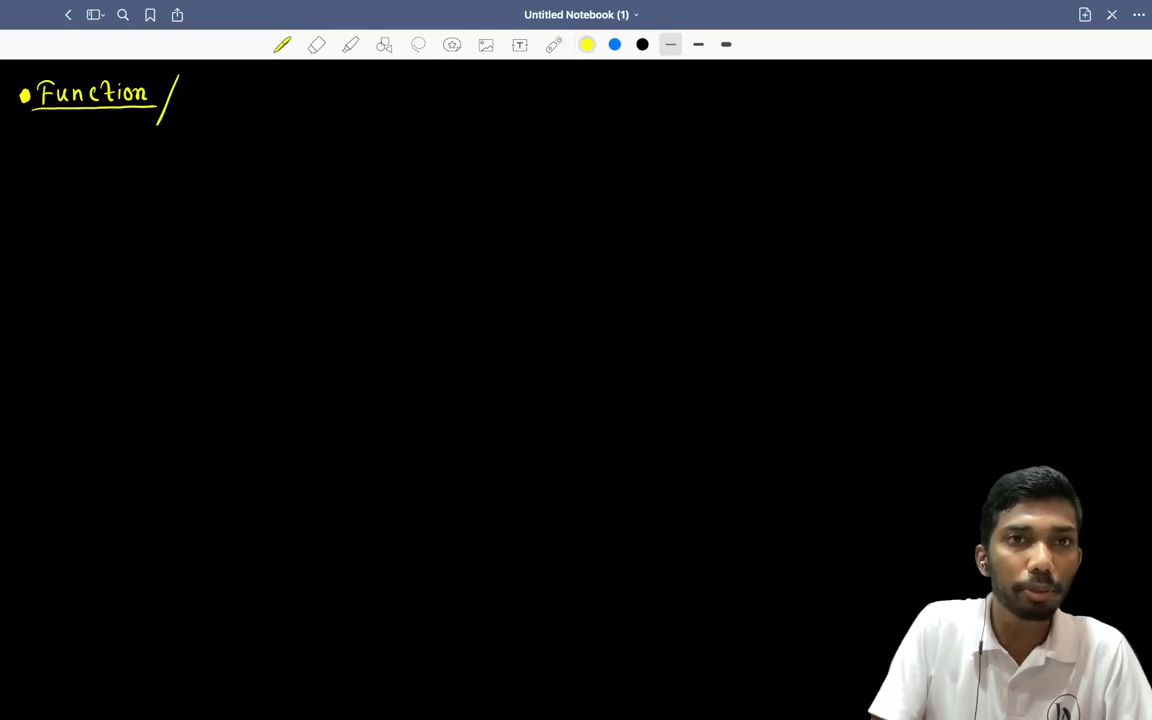 Untitled Notebook (1)
• Function /